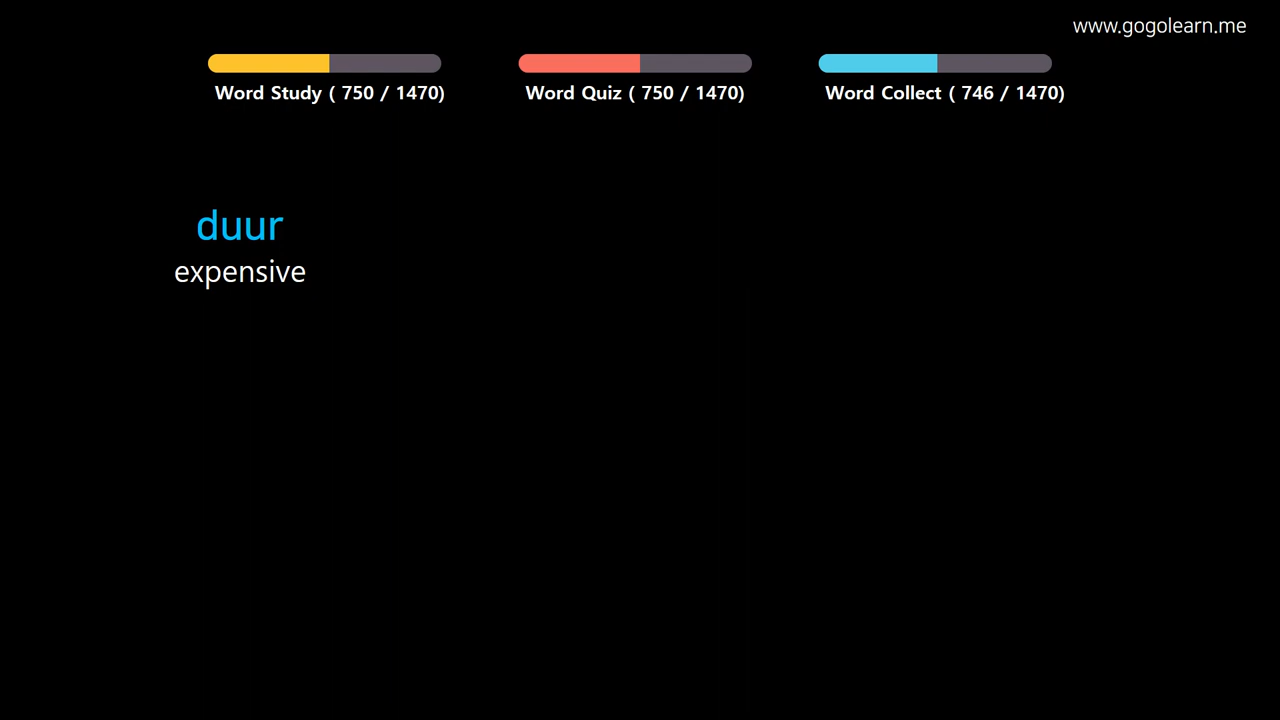 www.gogolearn.me
Word Study ( 750 / 1470)
Word Quiz ( 750 / 1470)
Word Collect ( 746 / 1470)
duur
expensive